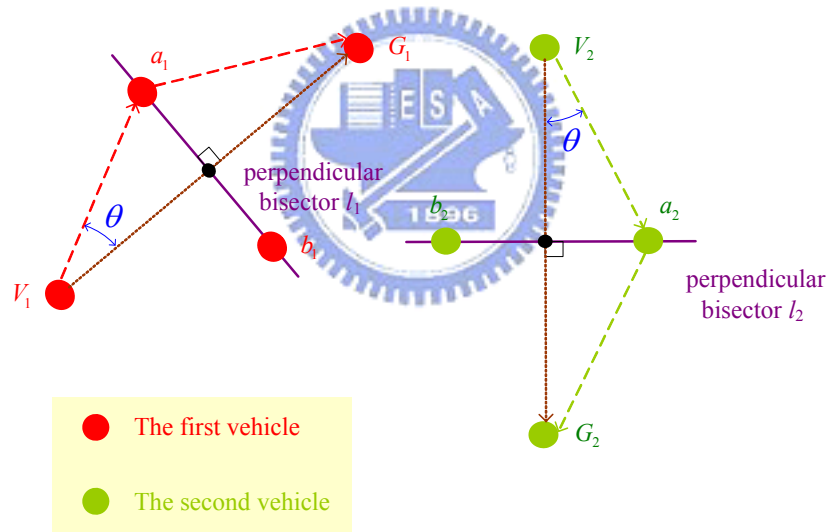 a₁
G₁
V₂
E S A
θ
perpendicular
bisector l₁
b₂
1896
a₂
θ
b₁
V₁
perpendicular
bisector l₂
G₂
The first vehicle
The second vehicle